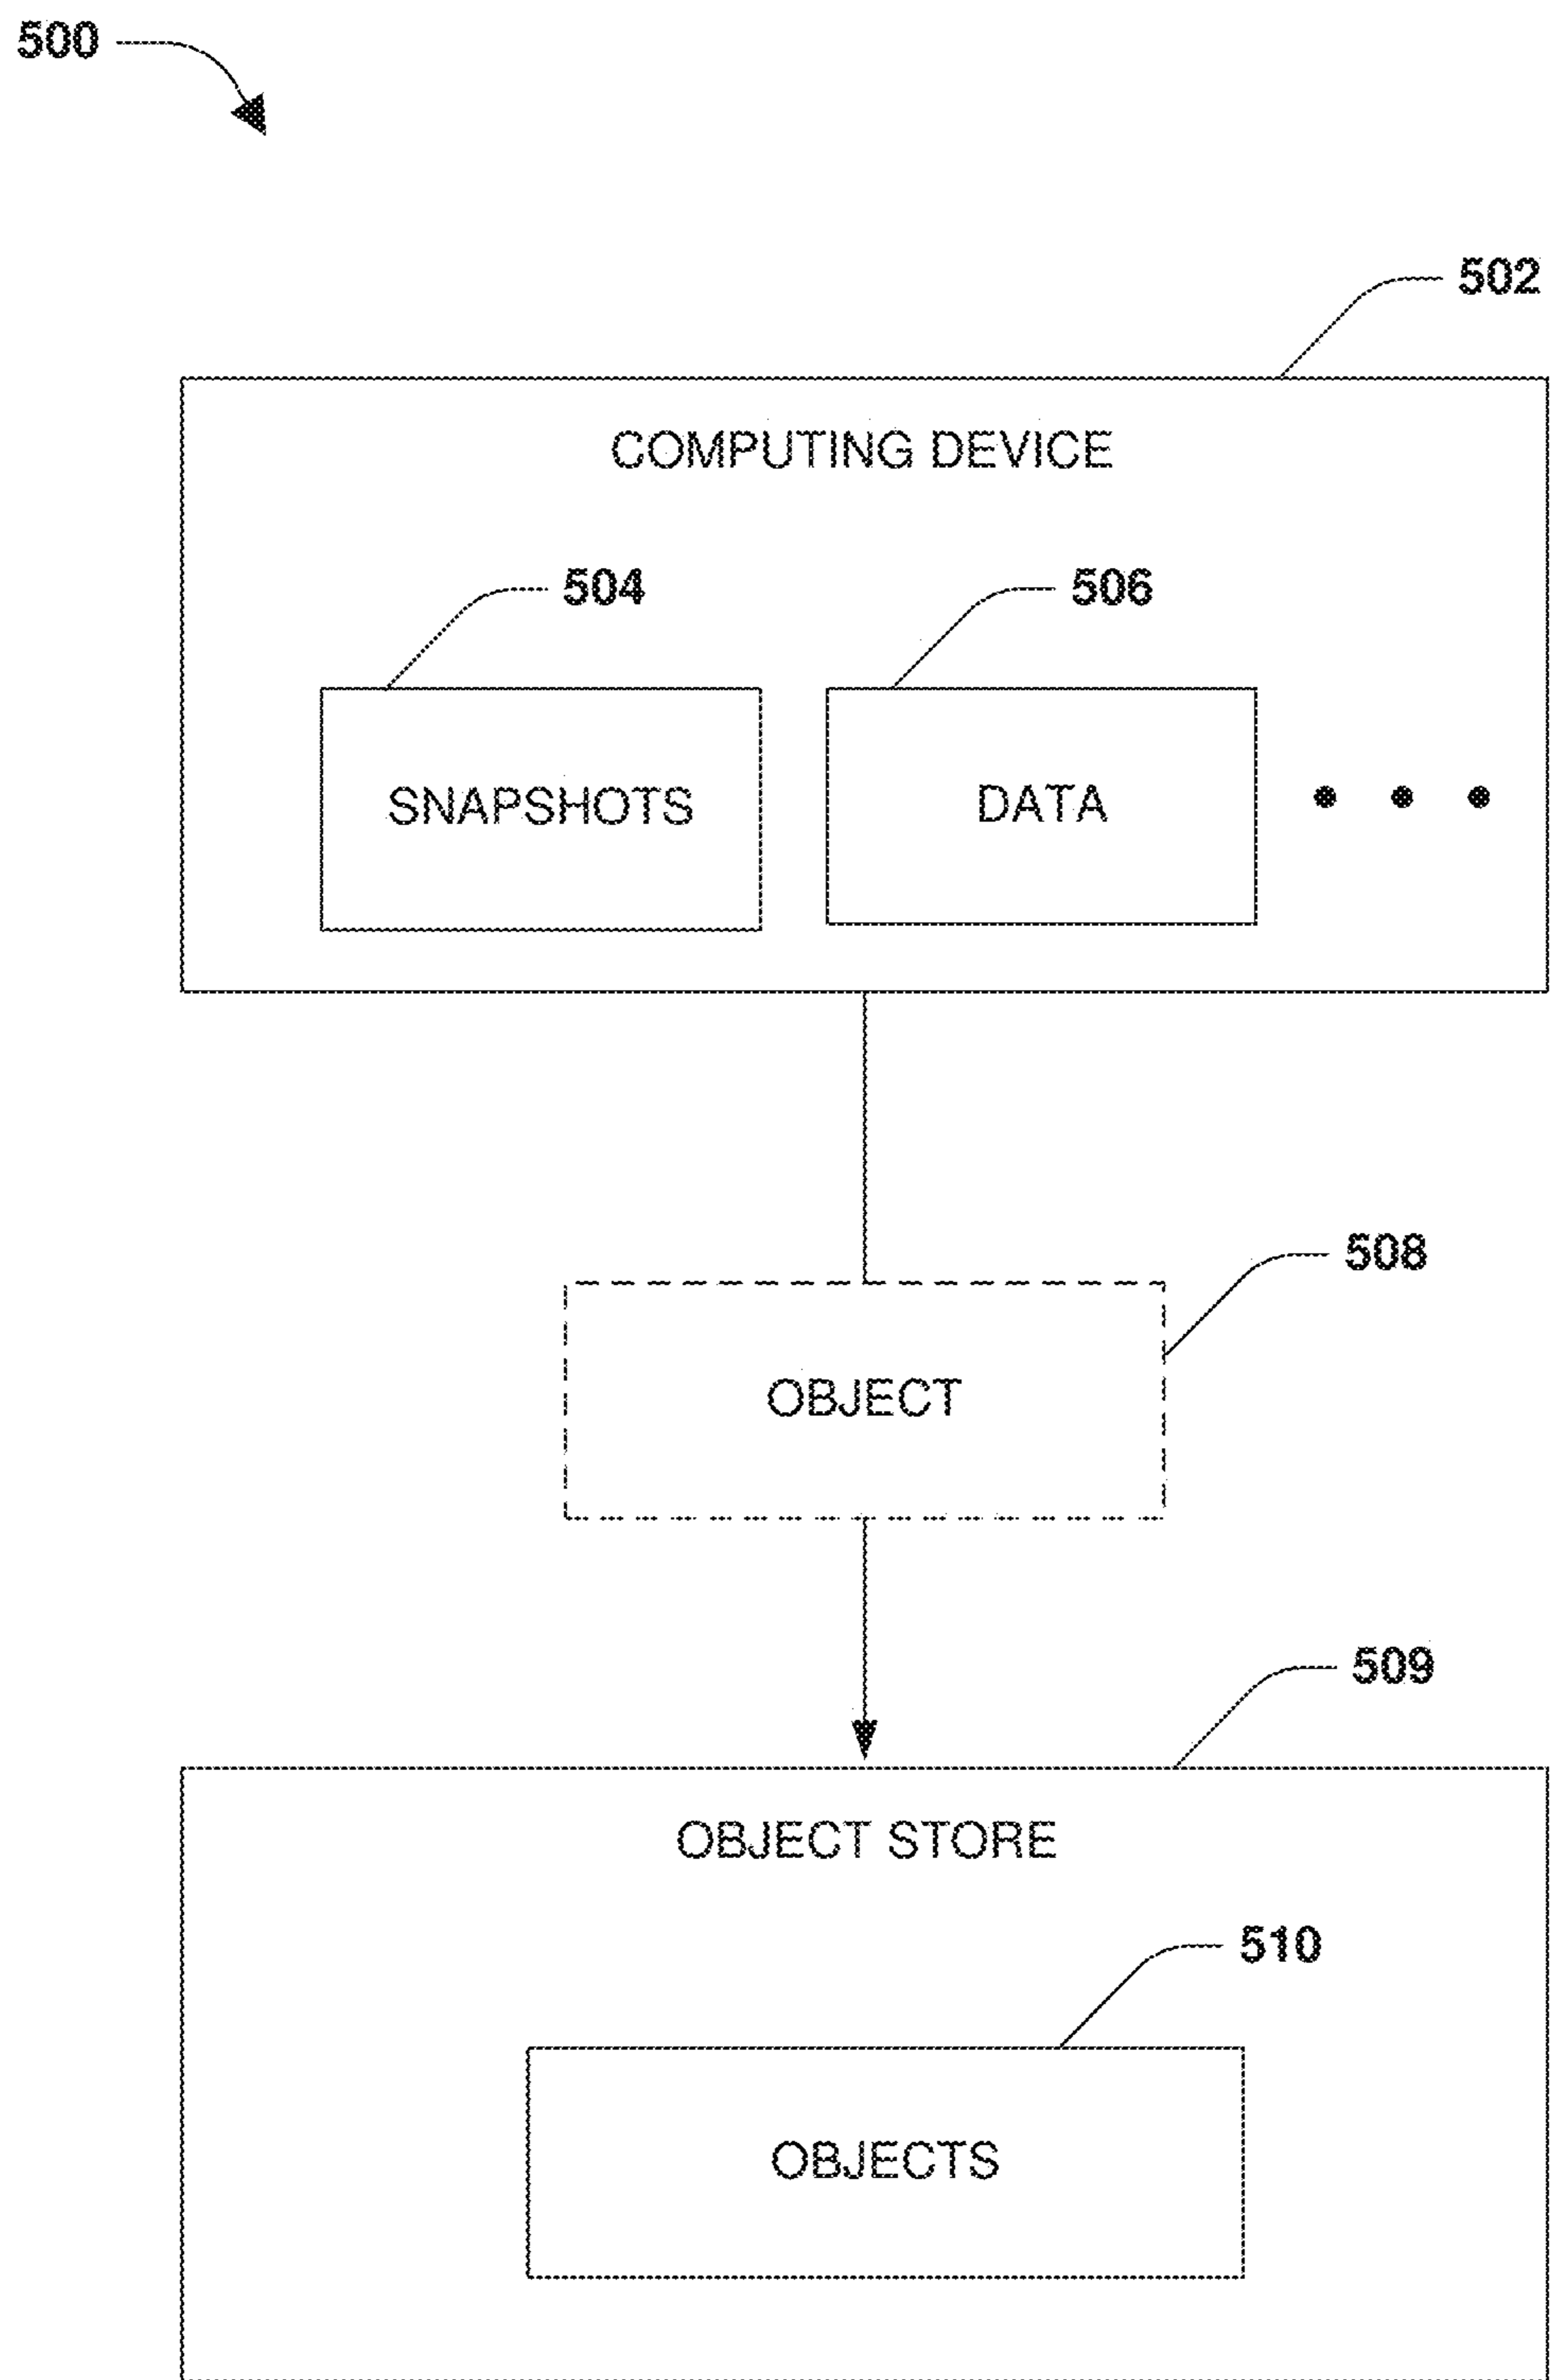 500
502
COMPUTING DEVICE
504
506
SNAPSHOTS
DATA
508
OBJECT
509
OBJECT STORE
510
OBJECTS